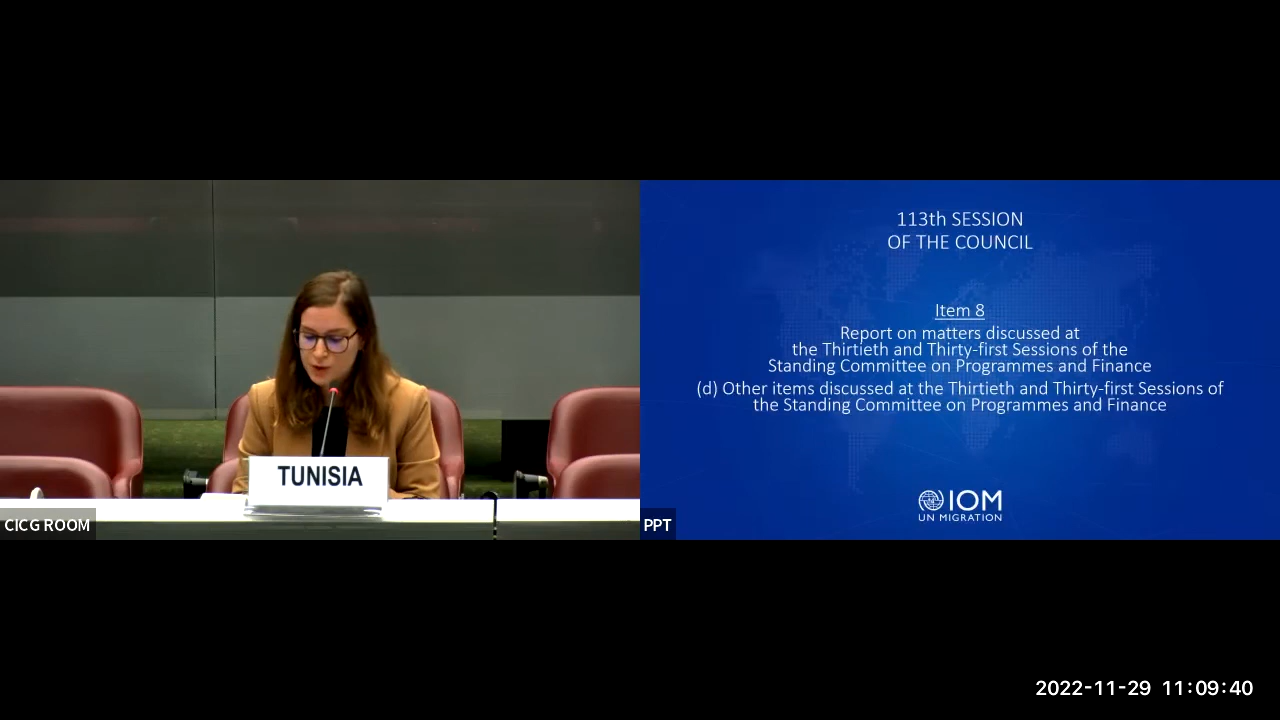 TUNISIA
CICG ROOM
113th SESSION
OF THE COUNCIL
Item 8
Report on matters discussed at
the Thirtieth and Thirty-first Sessions of the
Standing Committee on Programmes and Finance
(d) Other items discussed at the Thirtieth and Thirty-first Sessions of
the Standing Committee on Programmes and Finance
IOM
UN MIGRATION
PPT
2022-11-29 11:09:40